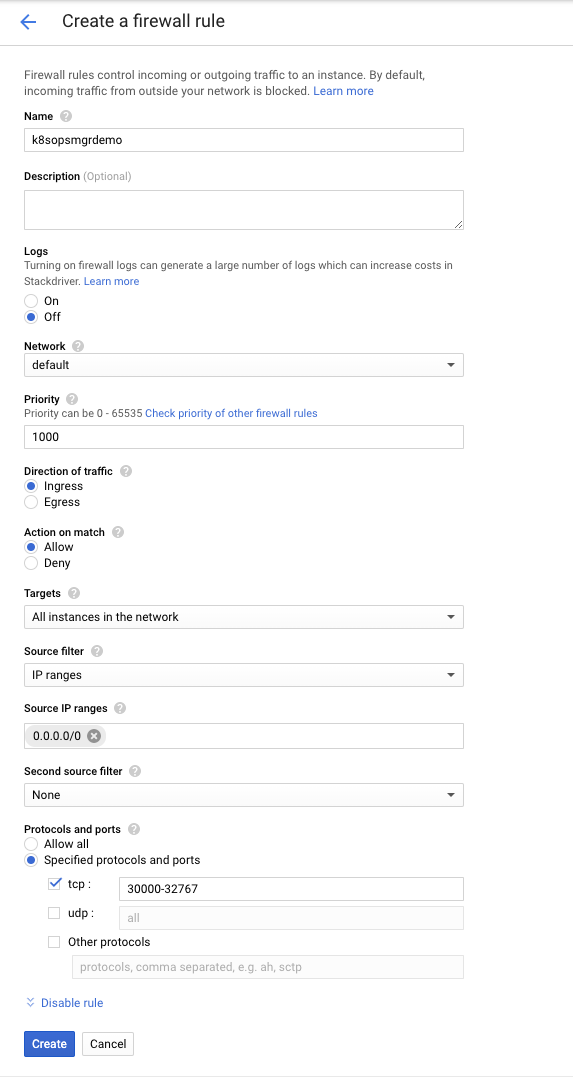 Create a firewall rule
Firewall rules control incoming or outgoing traffic to an instance. By default,
incoming traffic from outside your network is blocked. Learn more
Name ?
k8sopsmgrdemo
Description (Optional)
Logs
Turning on firewall logs can generate a large number of logs which can increase costs in
Stackdriver. Learn more
On
Off
Network ?
default
Priority ?
Priority can be 0 - 65535 Check priority of other firewall rules
1000
Direction of traffic ?
Ingress
Egress
Action on match ?
Allow
Deny
Targets ?
All instances in the network
Source filter ?
IP ranges
Source IP ranges ?
0.0.0.0/0
Second source filter ?
None
Protocols and ports ?
Allow all
Specified protocols and ports
tcp : 30000-32767
udp : all
Other protocols
protocols, comma separated, e.g. ah, sctp
Disable rule
Create Cancel